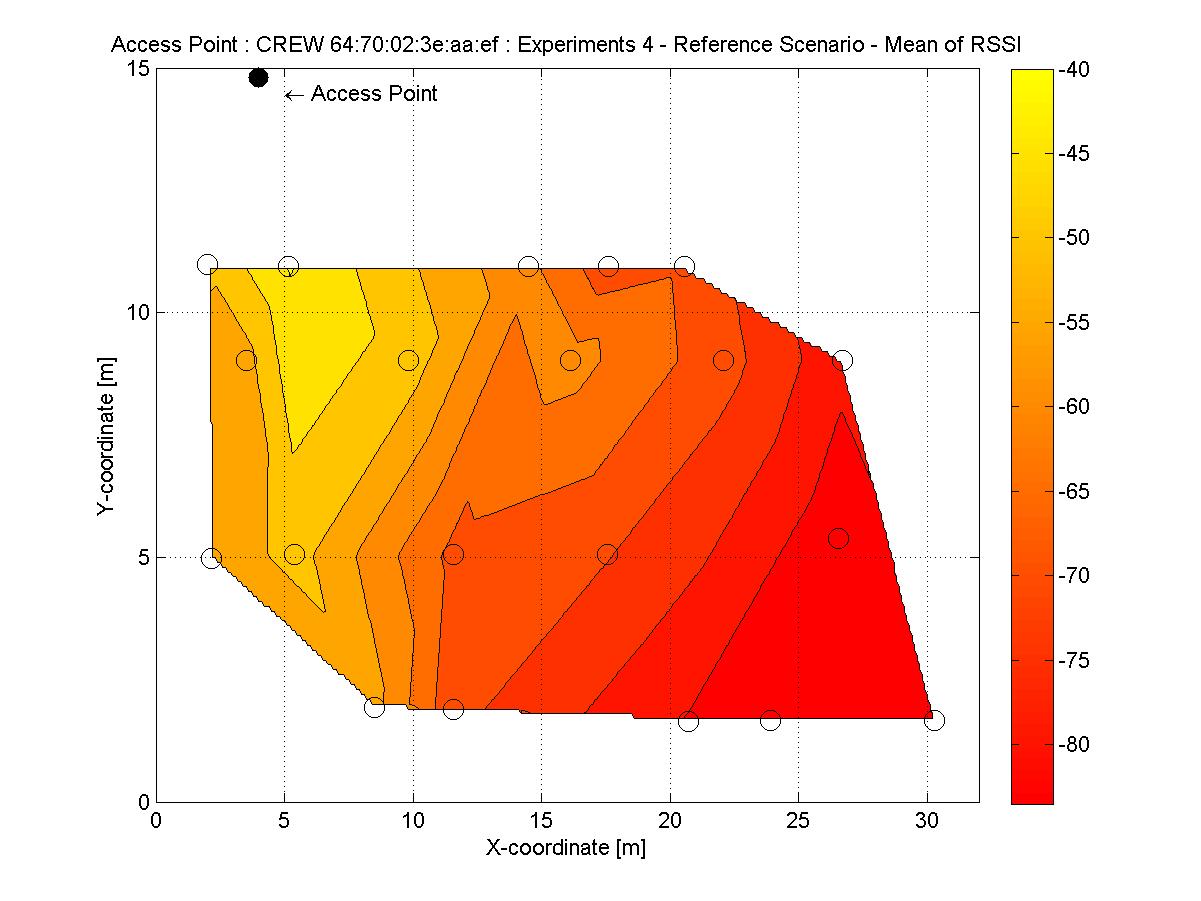 Access Point : CREW 64:70:02:3e:aa:ef : Experiments 4 - Reference Scenario - Mean of RSSI
← Access Point
15
10
5
0
Y-coordinate [m]
0 5 10 15 20 25 30
X-coordinate [m]
-40
-45
-50
-55
-60
-65
-70
-75
-80